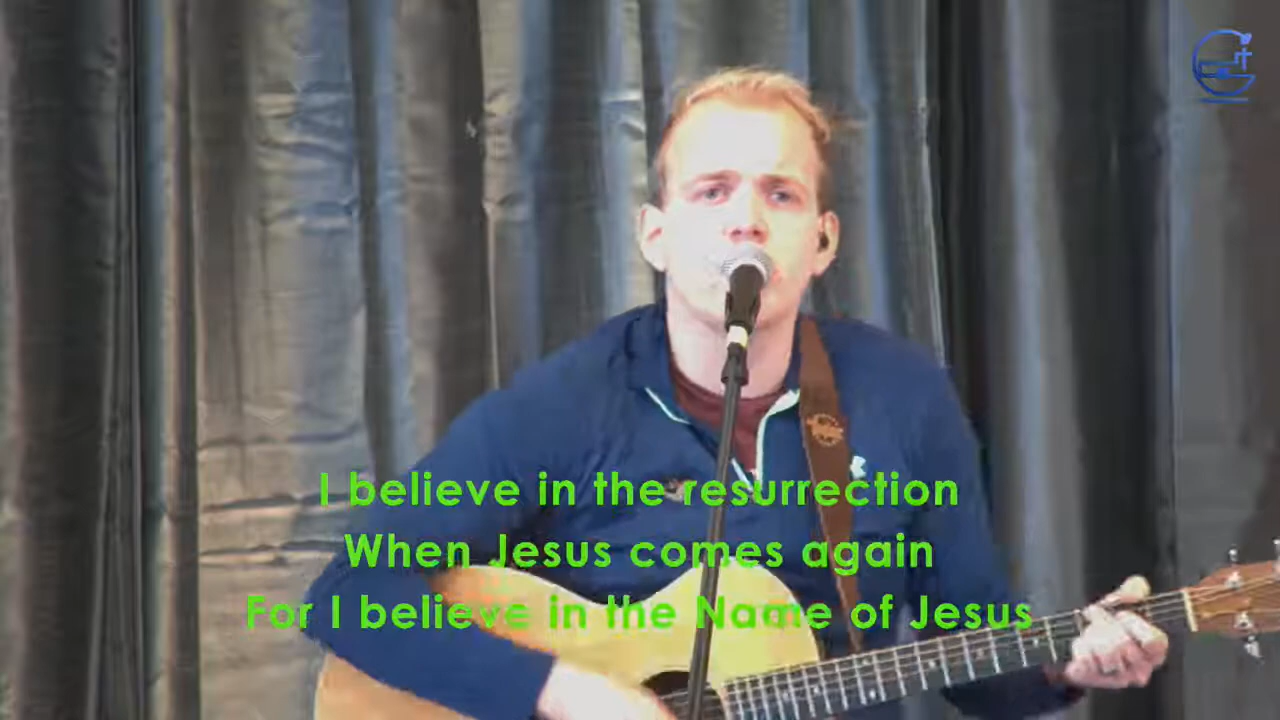 I believe in the resurrection
When Jesus comes again
For I believe in the Name of Jesus